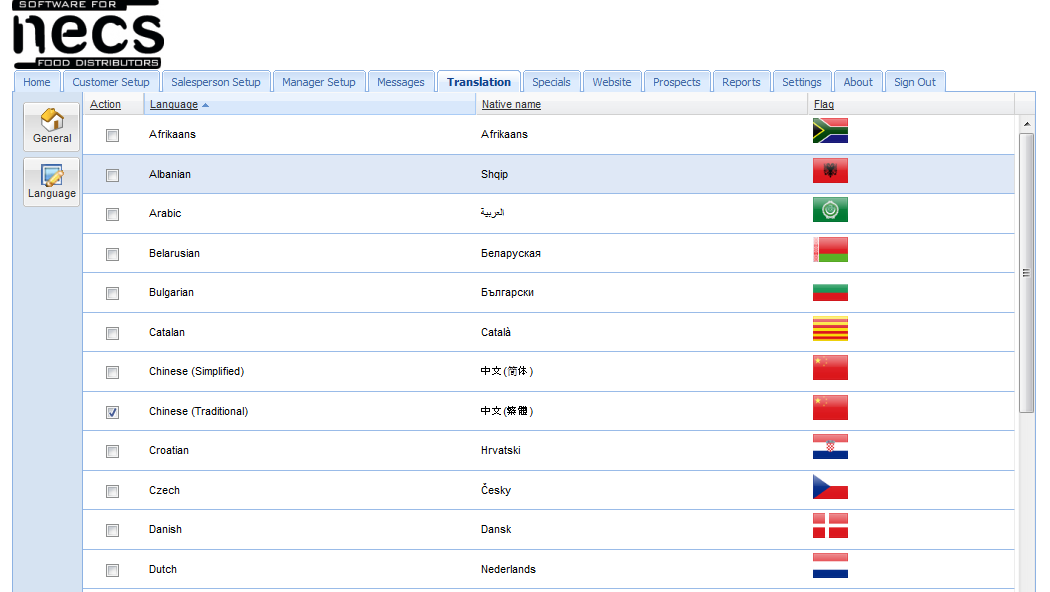 SOFTWARE FOR
necs
FOOD DISTRIBUTORS
Home Customer Setup Salesperson Setup Manager Setup Messages Translation Specials Website Prospects Reports Settings About Sign Out
Action Language Native name Flag
General
Language
Afrikaans Afrikaans
Albanian Shqip
Arabic العربية
Belarusian Беларуская
Bulgarian Български
Catalan Català
Chinese (Simplified) 中文(简体)
Chinese (Traditional) 中文(繁體)
Croatian Hrvatski
Czech Česky
Danish Dansk
Dutch Nederlands